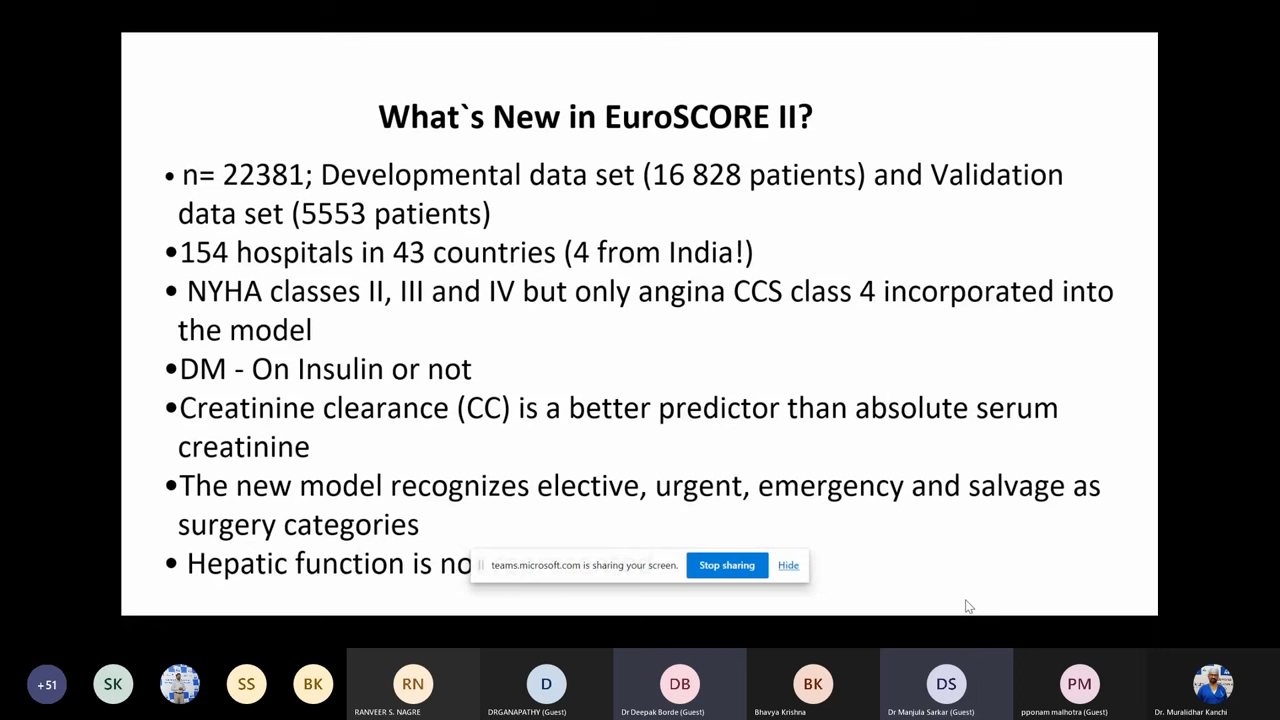 What`s New in EuroSCORE II?
• n= 22381; Developmental data set (16 828 patients) and Validation
data set (5553 patients)
•154 hospitals in 43 countries (4 from India!)
• NYHA classes II, III and IV but only angina CCS class 4 incorporated into
the model
•DM - On Insulin or not
•Creatinine clearance (CC) is a better predictor than absolute serum
creatinine
•The new model recognizes elective, urgent, emergency and salvage as
surgery categories
• Hepatic function is
teams.microsoft.com is sharing your screen.
Stop sharing
Hide
+51
SK
SS
BK
RN
RANVEER S. NAGRE
D
DRGANAPATHY (Guest)
DB
Dr Deepak Borde (Guest)
BK
Bhavya Krishna
DS
Dr Manjula Sarkar (Guest)
PM
pponam malhotra (Guest)
Dr. Muralidhar Kanchi